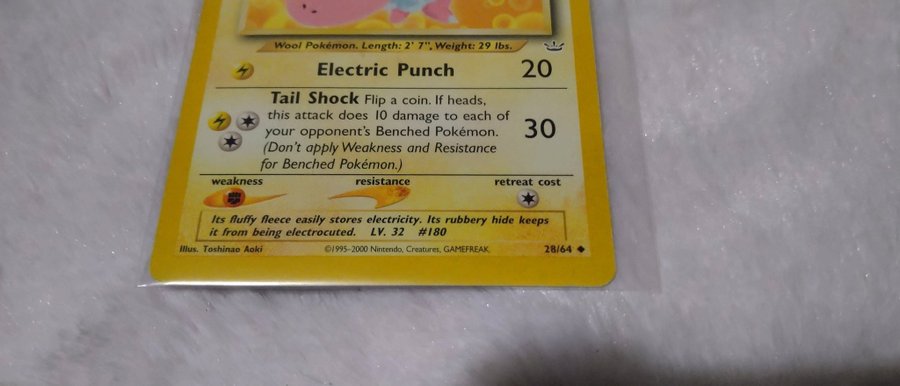 Wool Pokémon. Length: 2' 7", Weight: 29 lbs.
Electric Punch 20
Tail Shock Flip a coin. If heads,
this attack does 10 damage to each of
your opponent's Benched Pokémon. 30
(Don't apply Weakness and Resistance
for Benched Pokémon.)
weakness resistance retreat cost
Its fluffy fleece easily stores electricity. Its rubbery hide keeps
it from being electrocuted. LV. 32 #180
Illus. Toshinao Aoki ©1995-2000 Nintendo, Creatures, GAMEFREAK. 28/64